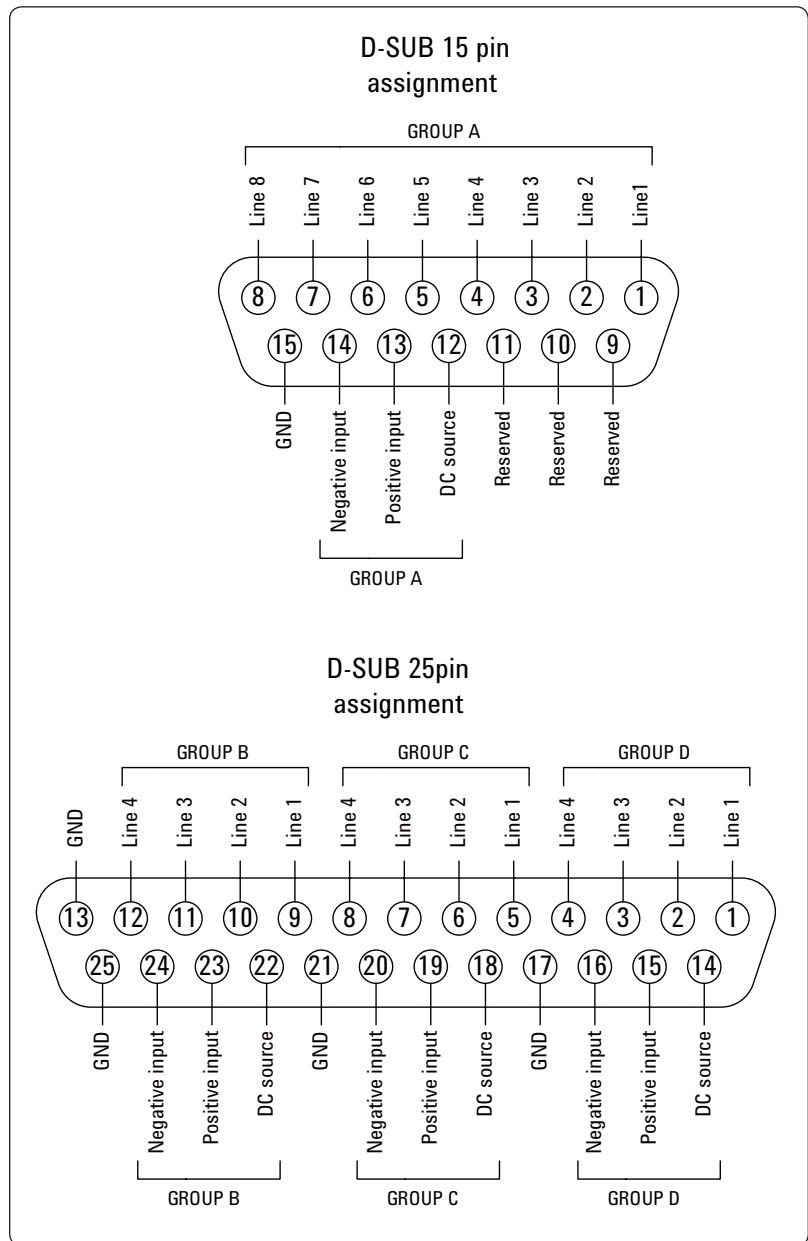 D-SUB 15 pin
assignment
GROUP A
Line 8
Line 7
Line 6
Line 5
Line 4
Line 3
Line 2
Line1
8 7 6 5 4 3 2 1
15 14 13 12 11 10 9
GND
Negative input
Positive input
DC source
Reserved
Reserved
Reserved
GROUP A
D-SUB 25pin
assignment
GROUP B
GROUP C
GROUP D
GND
Line 4
Line 3
Line 2
Line 1
Line 4
Line 3
Line 2
Line 1
Line 4
Line 3
Line 2
Line 1
13 12 11 10 9 8 7 6 5 4 3 2 1
25 24 23 22 21 20 19 18 17 16 15 14
GND
Negative input
Positive input
DC source
GND
Negative input
Positive input
DC source
GND
Negative input
Positive input
DC source
GROUP B
GROUP C
GROUP D